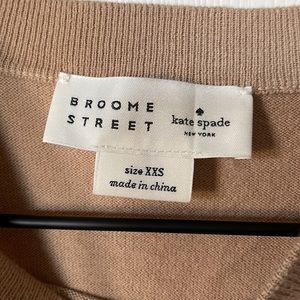 BROOME
STREET
kate spade
NEW YORK
size XXS
made in china